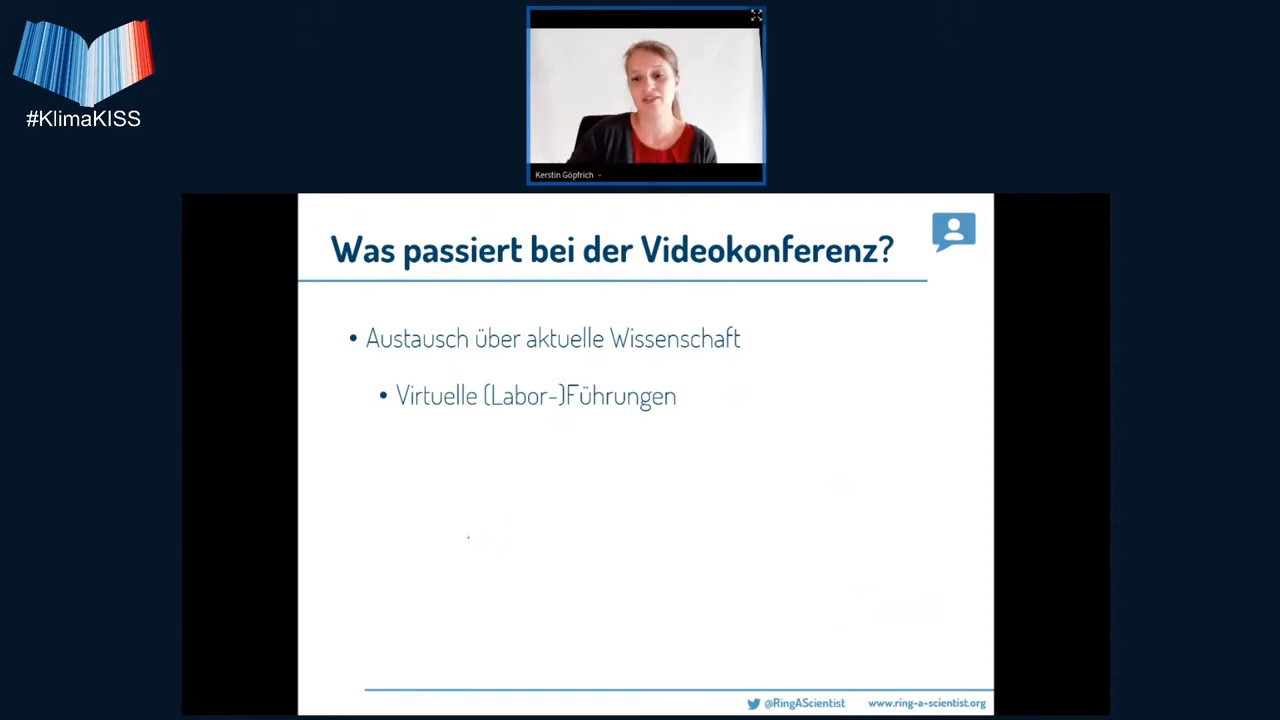 #KlimaKISS
Kerstin Göpfrich
Was passiert bei der Videokonferenz?
• Austausch über aktuelle Wissenschaft
• Virtuelle (Labor-)Führungen
@RingAScientist
www.ring-a-scientist.org